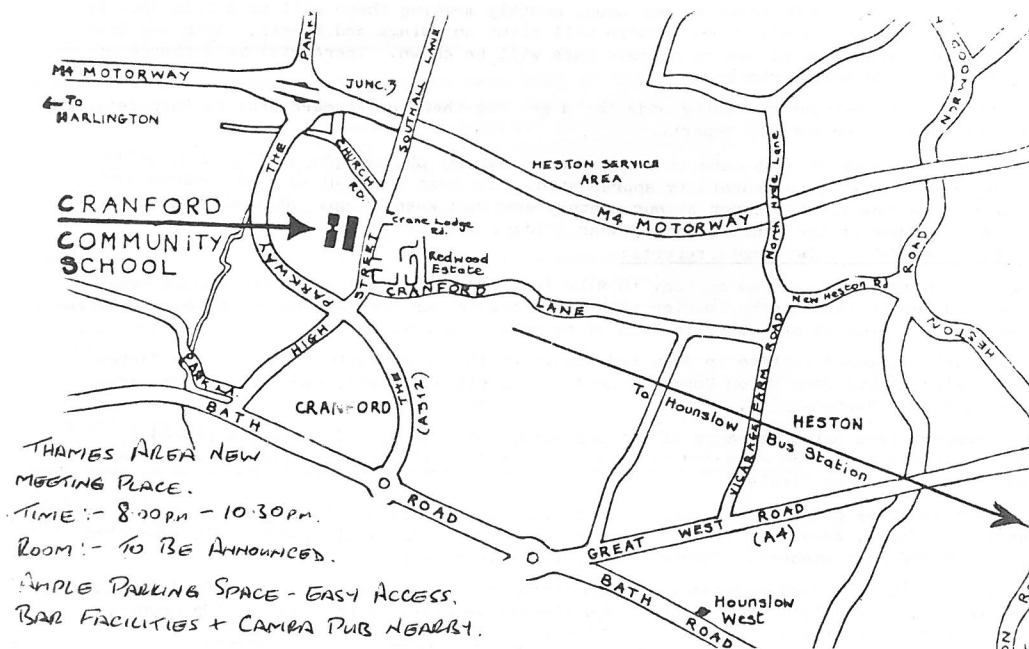 PARK
LANE
M4 MOTORWAY
JUNC. 3
SOUTHALL
← TO
HARLINGTON
THE
CHURCH
RD
HESTON SERVICE
AREA
North Hyde Lane
NORWOOD
CRANFORD
COMMUNITY
SCHOOL
M4 MOTORWAY
Crane Lodge
Rd.
Redwood
Estate
STREET
PARKWAY
CRANFORD
LANE
New Heston Rd
ROAD
HESTON
HIGH
ROAD
PARK
BATH
CRANFORD
THE
(A312)
To Hounslow
Bus Station
HESTON
VICARAGE FARM
ROAD
GREAT WEST ROAD
(A4)
BATH
ROAD
Hounslow
West
THAMES AREA NEW
MEETING PLACE.
TIME:- 8.00PM - 10.30PM.
ROOM:- TO BE ANNOUNCED.
AMPLE PARKING SPACE - EASY ACCESS.
BAR FACILITIES + CAMRA PUB NEARBY.